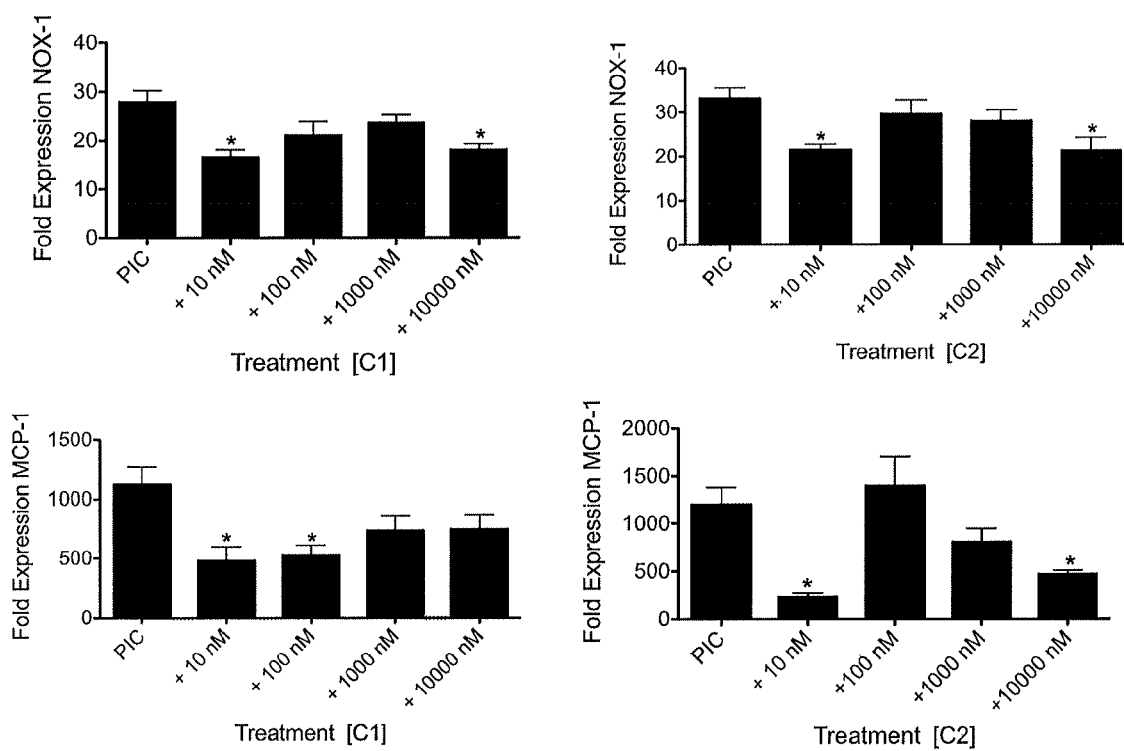 Fold Expression NOX-1
40
30
20
10
0
*
*
PIC
+ 10 nM
+ 100 nM
+ 1000 nM
+ 10000 nM
Treatment [C1]
Fold Expression NOX-1
40
30
20
10
0
*
*
PIC
+. 10 nM
+100 nM
+1000 nM
+10000 nM
Treatment [C2]
Fold Expression MCP-1
1500
1000
500
0
*
*
PIC
+ 10 nM
+ 100 nM
+ 1000 nM
+ 10000 nM
Treatment [C1]
Fold Expression MCP-1
2000
1500
1000
500
0
*
*
PIC
+ 10 nM
+100 nM
+1000 nM
+10000 nM
Treatment [C2]